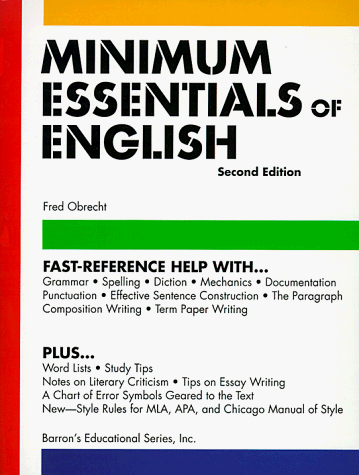 MINIMUM
ESSENTIALS OF
ENGLISH
Second Edition
Fred Obrecht
FAST-REFERENCE HELP WITH...
Grammar • Spelling • Diction • Mechanics • Documentation
Punctuation • Effective Sentence Construction • The Paragraph
Composition Writing • Term Paper Writing
PLUS...
Word Lists • Study Tips
Notes on Literary Criticism • Tips on Essay Writing
A Chart of Error Symbols Geared to the Text
New—Style Rules for MLA, APA, and Chicago Manual of Style
Barron's Educational Series, Inc.